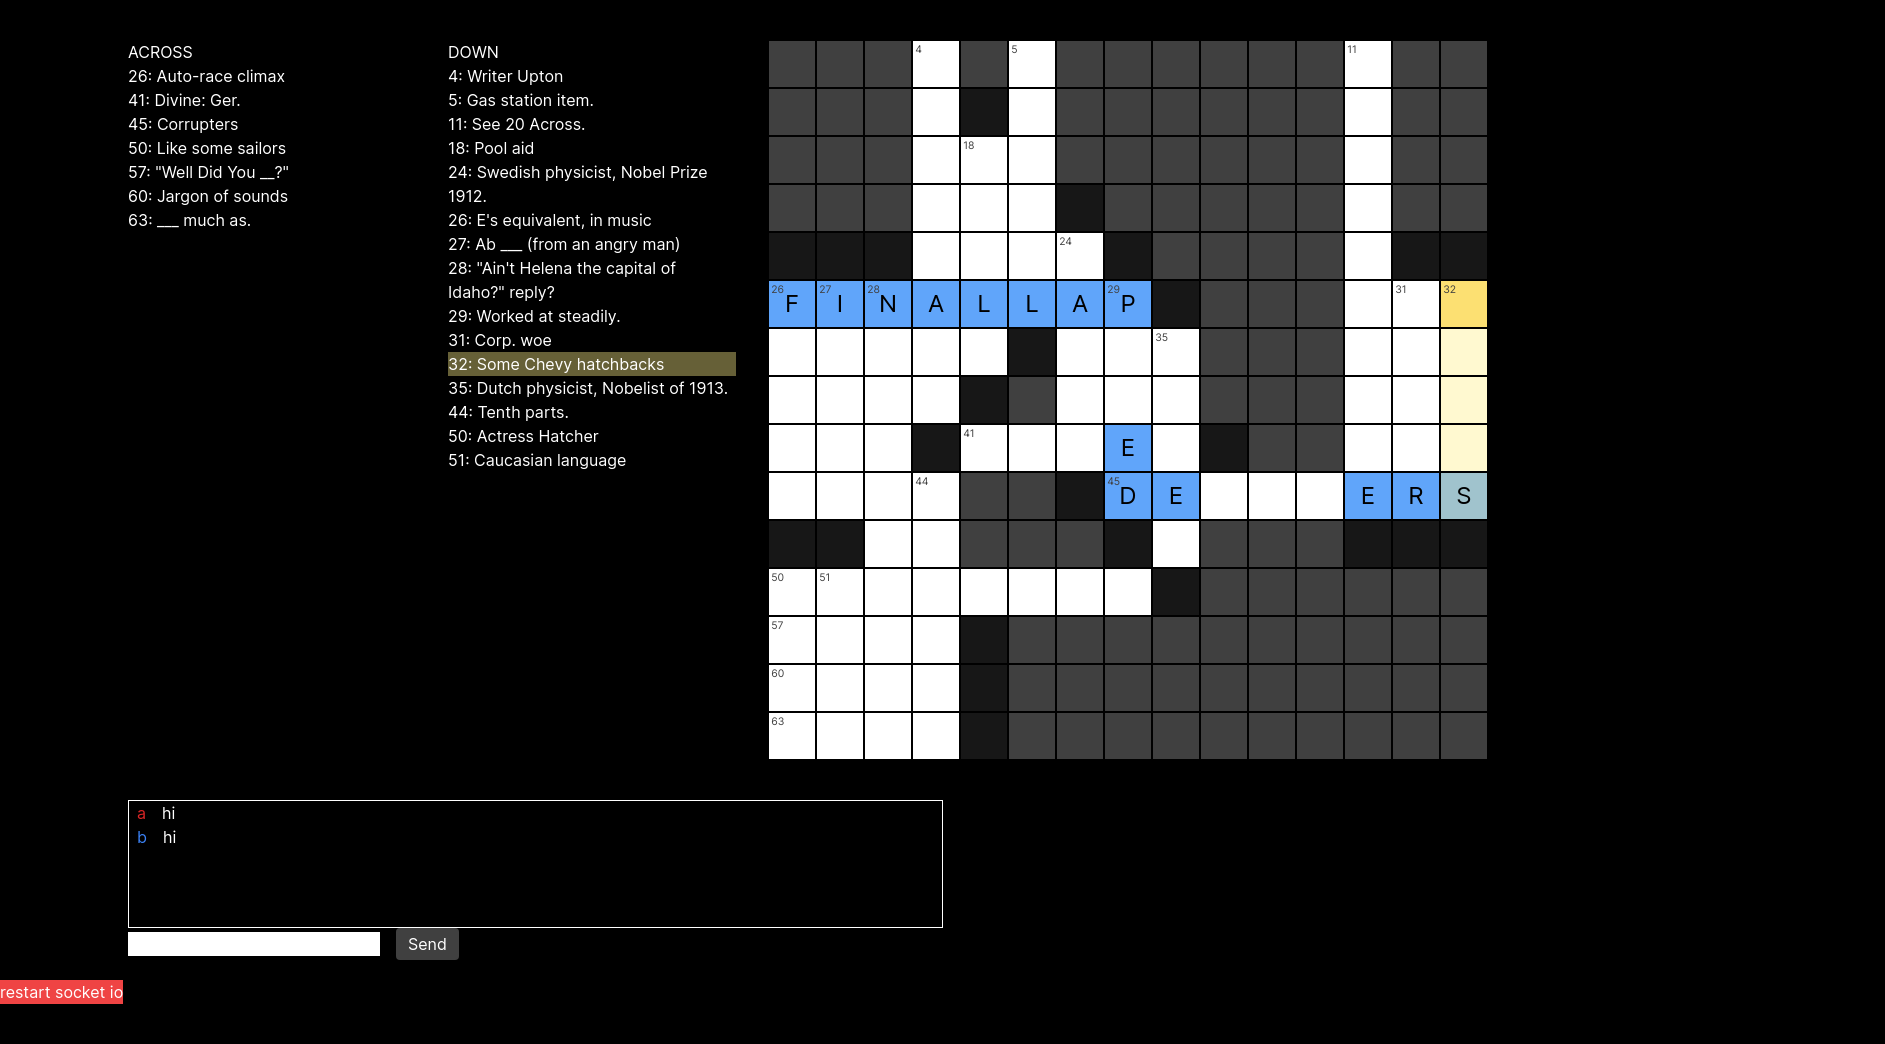 ACROSS
26: Auto-race climax
41: Divine: Ger.
45: Corrupters
50: Like some sailors
57: "Well Did You __?"
60: Jargon of sounds
63: ___ much as.
DOWN
4: Writer Upton
5: Gas station item.
11: See 20 Across.
18: Pool aid
24: Swedish physicist, Nobel Prize
1912.
26: E's equivalent, in music
27: Ab ___ (from an angry man)
28: "Ain't Helena the capital of
Idaho?" reply?
29: Worked at steadily.
31: Corp. woe
32: Some Chevy hatchbacks
35: Dutch physicist, Nobelist of 1913.
44: Tenth parts.
50: Actress Hatcher
51: Caucasian language
4 5 11
18
24
26 F 27 I 28 N A L L A 29 P 31 32
35
41 E
44 45 D E E R S
50 51
57
60
63
a hi
b hi
Send
restart socket io